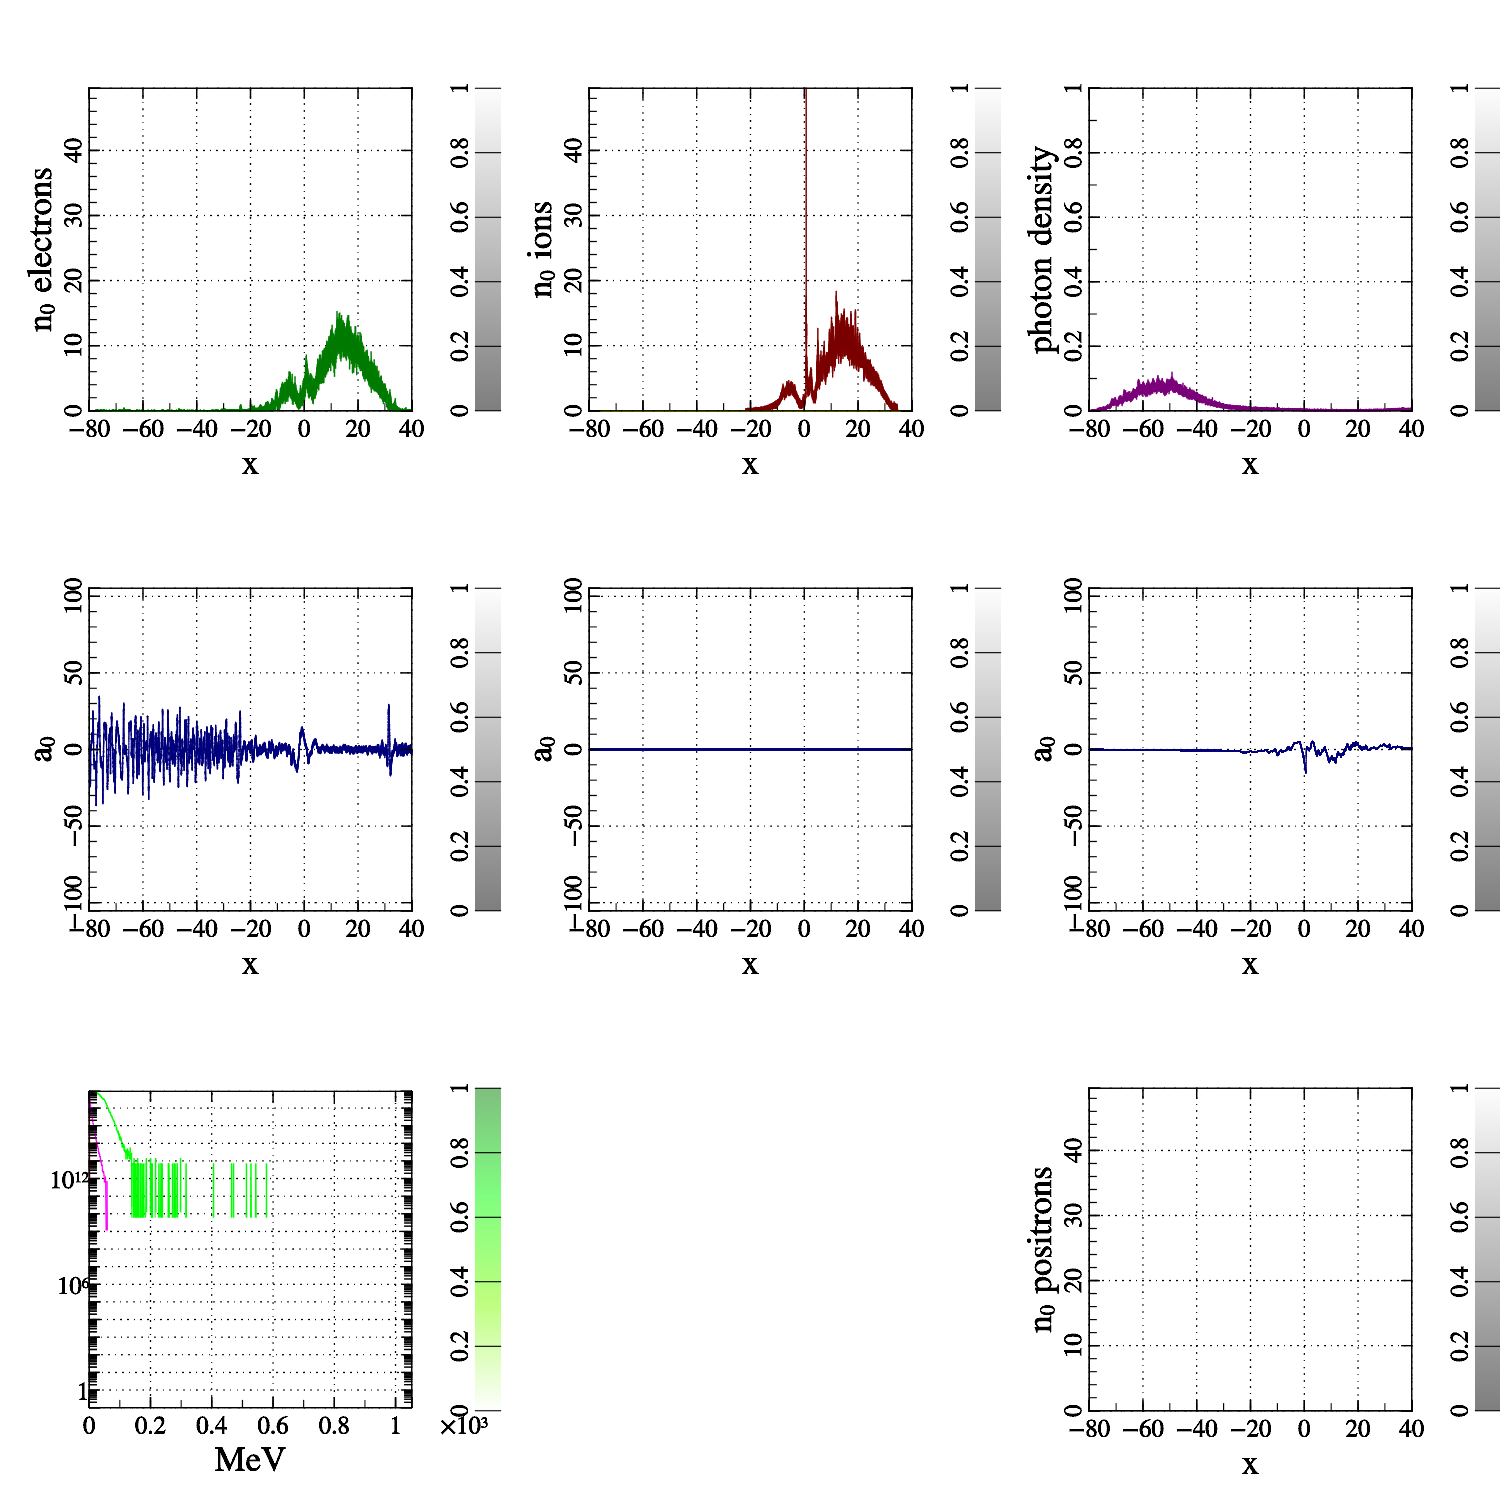 n₀ electrons
0 10 20 30 40
−80 −60 −40 −20 0 20 40
x
0 0.2 0.4 0.6 0.8 1
n₀ ions
0 10 20 30 40
−80 −60 −40 −20 0 20 40
x
0 0.2 0.4 0.6 0.8 1
photon density
0 0.2 0.4 0.6 0.8 1
−80 −60 −40 −20 0 20 40
x
0 0.2 0.4 0.6 0.8 1
a₀
−100 −50 0 50 100
−80 −60 −40 −20 0 20 40
x
0 0.2 0.4 0.6 0.8 1
a₀
−100 −50 0 50 100
−80 −60 −40 −20 0 20 40
x
0 0.2 0.4 0.6 0.8 1
a₀
−100 −50 0 50 100
−80 −60 −40 −20 0 20 40
x
0 0.2 0.4 0.6 0.8 1
10¹²
10⁶
1
0 0.2 0.4 0.6 0.8 1
×10³
MeV
0 0.2 0.4 0.6 0.8 1
n₀ positrons
0 10 20 30 40
−80 −60 −40 −20 0 20 40
x
0 0.2 0.4 0.6 0.8 1